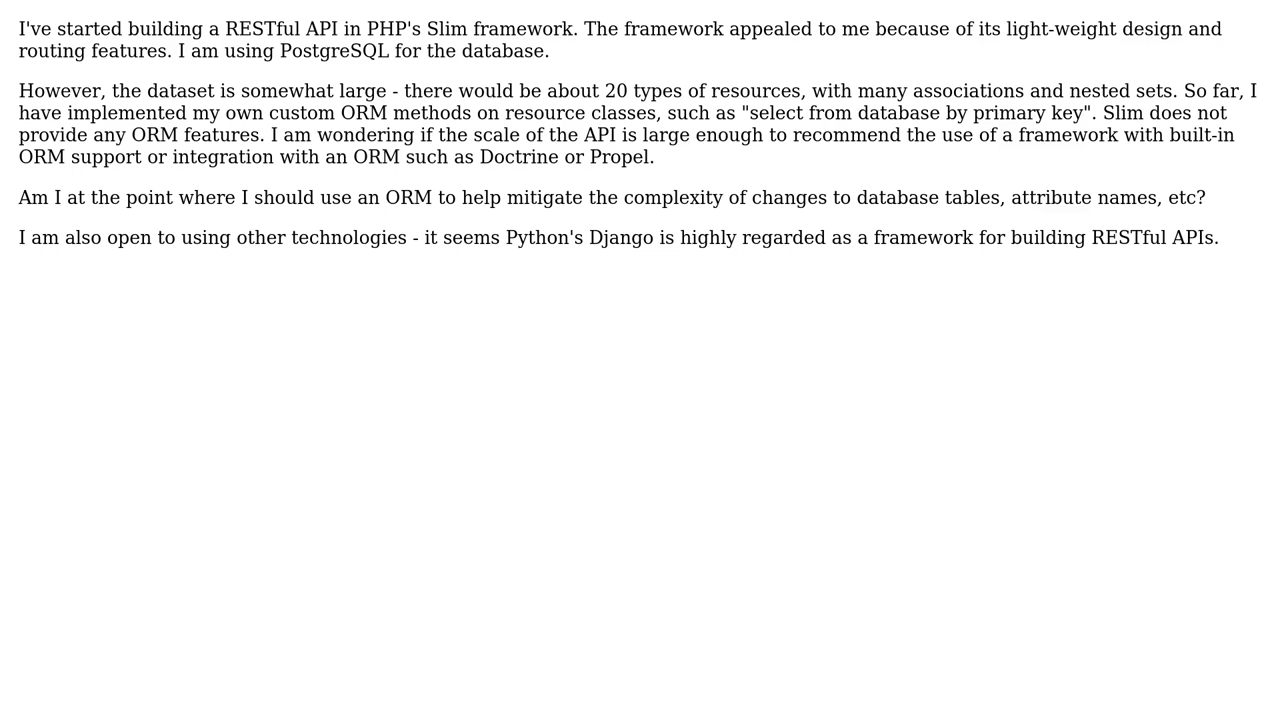 I've started building a RESTful API in PHP's Slim framework. The framework appealed to me because of its light-weight design and
routing features. I am using PostgreSQL for the database.
However, the dataset is somewhat large - there would be about 20 types of resources, with many associations and nested sets. So far, I
have implemented my own custom ORM methods on resource classes, such as "select from database by primary key". Slim does not
provide any ORM features. I am wondering if the scale of the API is large enough to recommend the use of a framework with built-in
ORM support or integration with an ORM such as Doctrine or Propel.
Am I at the point where I should use an ORM to help mitigate the complexity of changes to database tables, attribute names, etc?
I am also open to using other technologies - it seems Python's Django is highly regarded as a framework for building RESTful APIs.